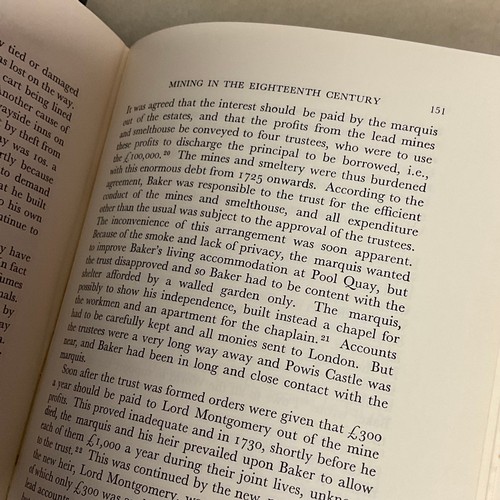 y tied or damaged
s lost on the way.
cart being lined
Another cause of
ayside inns on
by theft from
ay was 10s. a
rtly because
to demand
at he built
o his own
ntinue to
y have
n fact
fumes
nals.
by
ay
MINING IN THE EIGHTEENTH CENTURY 151
It was agreed that the interest should be paid by the marquis
out of the estates, and that the profits from the lead mines
and smelthouse be conveyed to four trustees, who were to use
these profits to discharge the principal to be borrowed, i.e.,
the £100,000.20 The mines and smeltery were thus burdened
with this enormous debt from 1725 onwards. According to the
agreement, Baker was responsible to the trust for the efficient
conduct of the mines and smelthouse, and all expenditure
other than the usual was subject to the approval of the trustees.
The inconvenience of this arrangement was soon apparent.
Because of the smoke and lack of privacy, the marquis wanted
to improve Baker's living accommodation at Pool Quay, but
the trust disapproved and so Baker had to be content with the
shelter afforded by a walled garden only. The marquis,
possibly to show his independence, built instead a chapel for
the workmen and an apartment for the chaplain.21 Accounts
had to be carefully kept and all monies sent to London. But
the trustees were a very long way away and Powis Castle was
near, and Baker had been in long and close contact with the
marquis.
Soon after the trust was formed orders were given that £300
a year should be paid to Lord Montgomery out of the mine
profits. This proved inadequate and in 1730, shortly before he
died, the marquis and his heir prevailed upon Baker to allow
each of them £1,000 a year during their joint lives, unknown
to the trust.22 This was continued by the new
the new heir, Lord Montgomery,
of which only £300 was
lead accounts